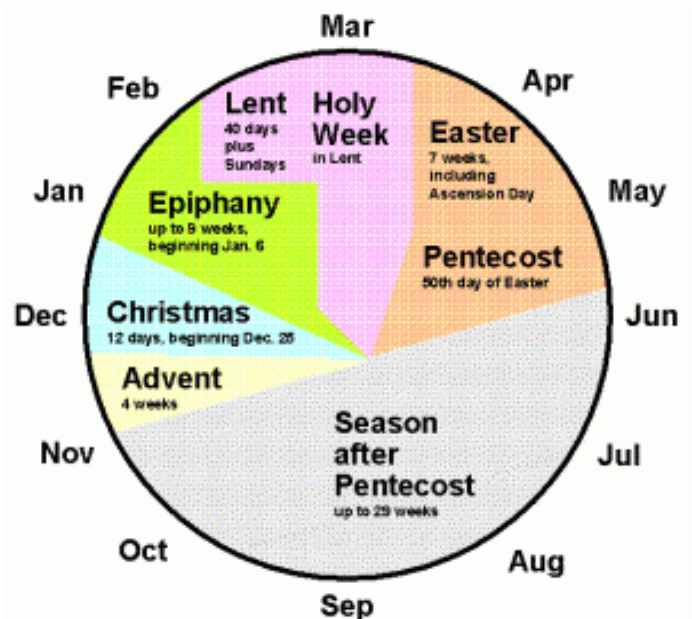 Mar
Feb
Apr
Lent
40 days
plus
Sundays
Holy
Week
in Lent
Easter
7 weeks,
including
Ascension Day
Jan
May
Epiphany
up to 9 weeks,
beginning Jan. 6
Pentecost
50th day of Easter
Dec
Jun
Christmas
12 days, beginning Dec. 25
Advent
4 weeks
Season
after
Pentecost
up to 29 weeks
Nov
Jul
Oct
Aug
Sep